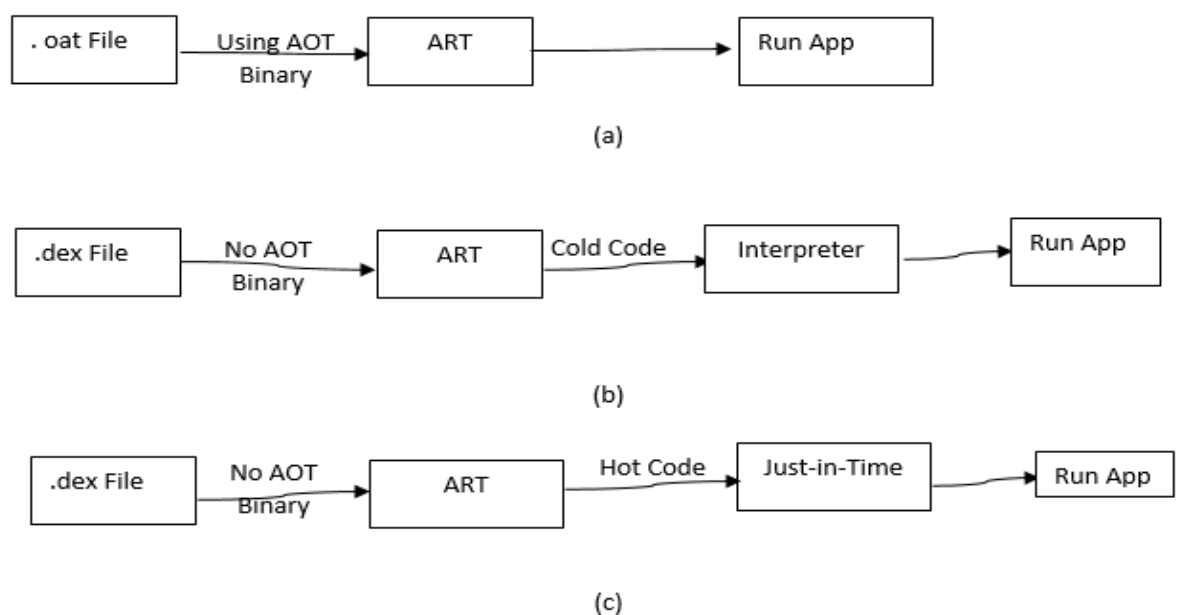 . oat File
Using AOT
Binary
ART
Run App
(a)
.dex File
No AOT
Binary
ART
Cold Code
Interpreter
Run App
(b)
.dex File
No AOT
Binary
ART
Hot Code
Just-in-Time
Run App
(c)